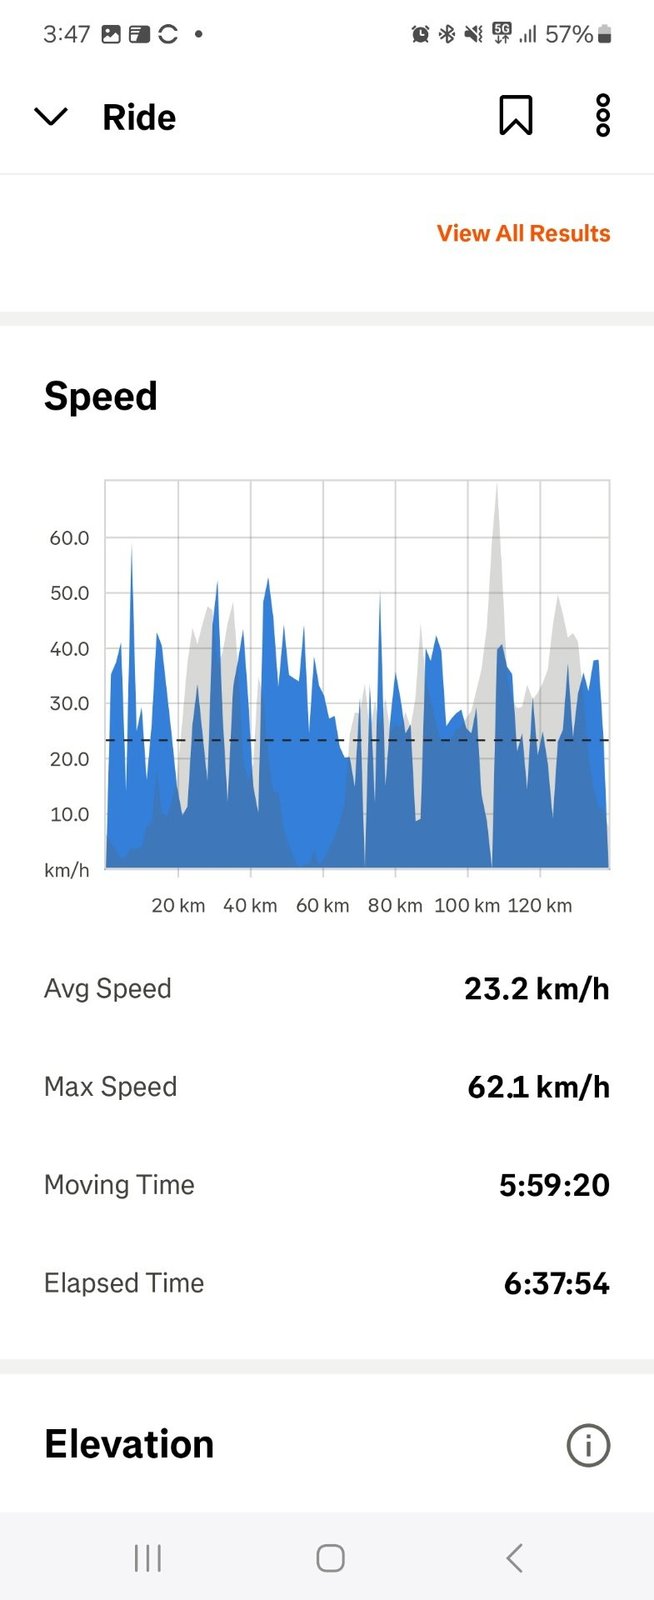 3:47 5G 57%
Ride
View All Results
Speed
60.0
50.0
40.0
30.0
20.0
10.0
km/h
20 km 40 km 60 km 80 km 100 km 120 km
Avg Speed 23.2 km/h
Max Speed 62.1 km/h
Moving Time 5:59:20
Elapsed Time 6:37:54
Elevation